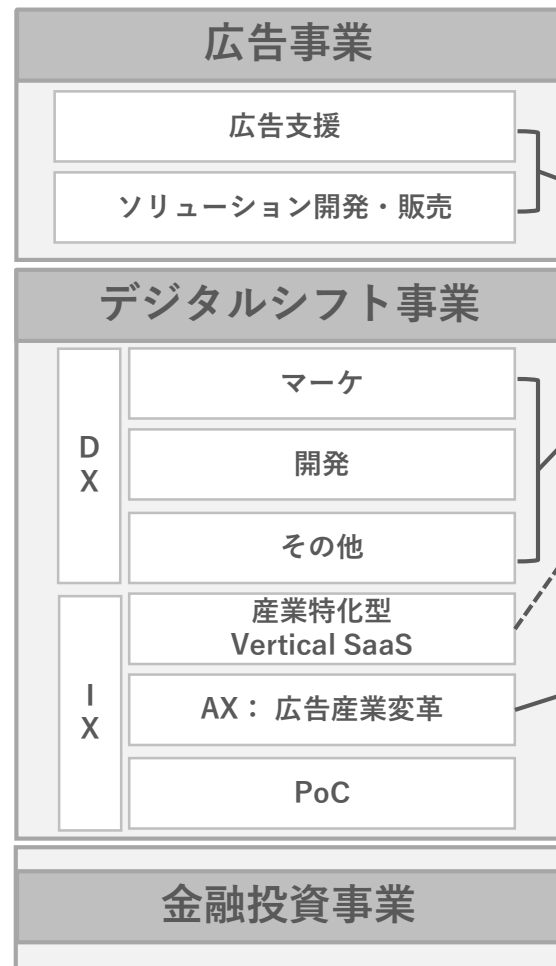 広告事業
広告支援
ソリューション開発・販売
デジタルシフト事業
D
X
マーケ
開発
その他
I
X
産業特化型
Vertical SaaS
AX： 広告産業変革
PoC
金融投資事業